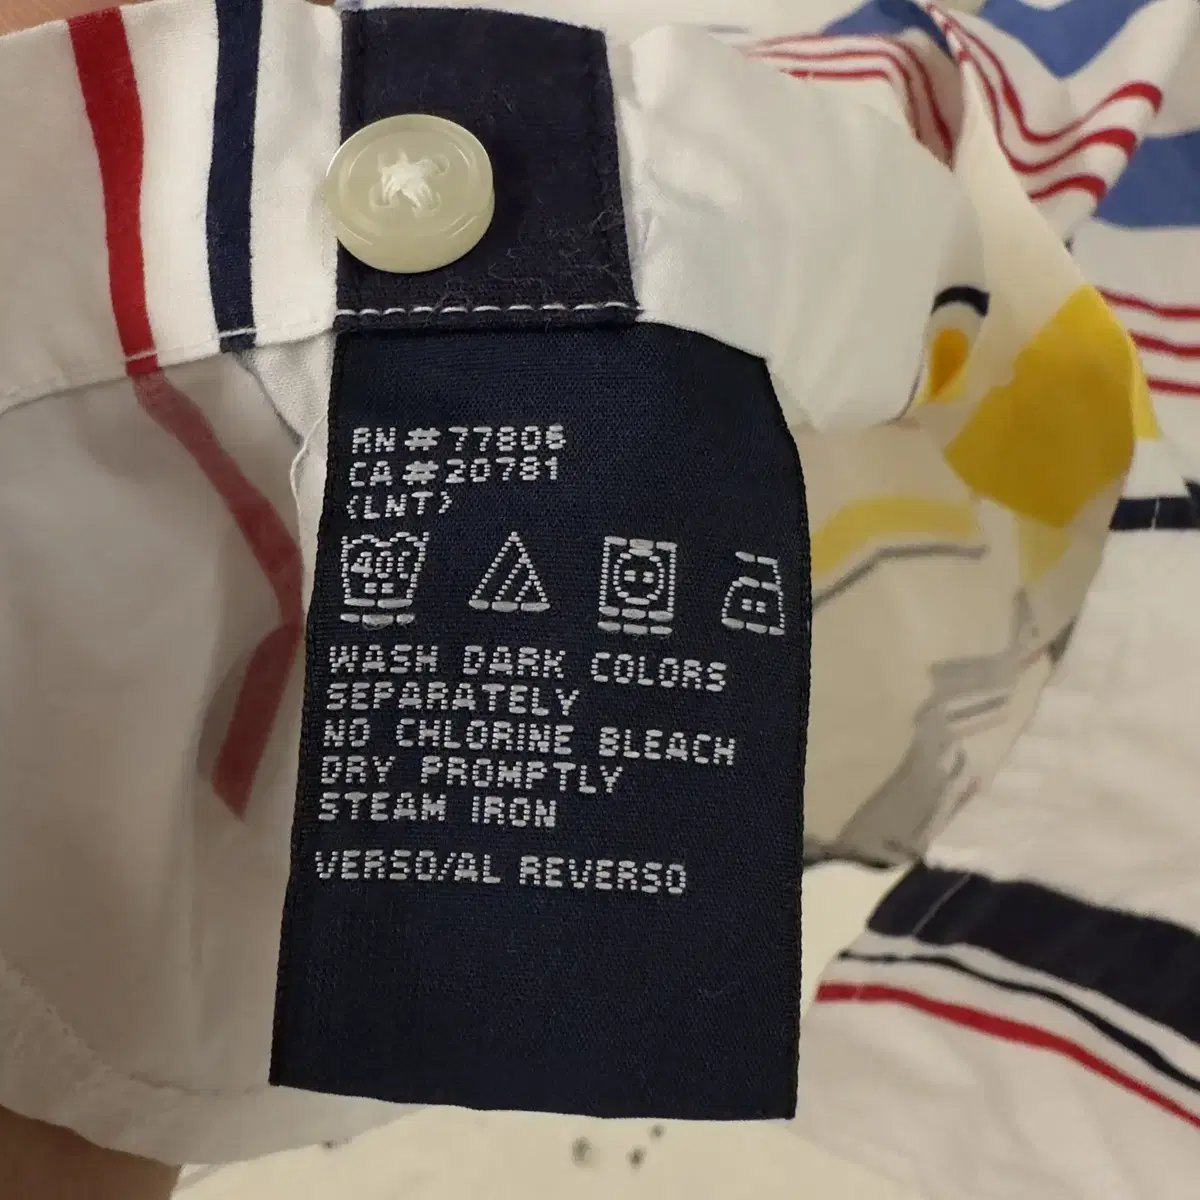 RN#77806
CA#20781
(LNT)
40C
WASH DARK COLORS
SEPARATELY
NO CHLORINE BLEACH
DRY PROMPTLY
STEAM IRON
VERSO/AL REVERSO